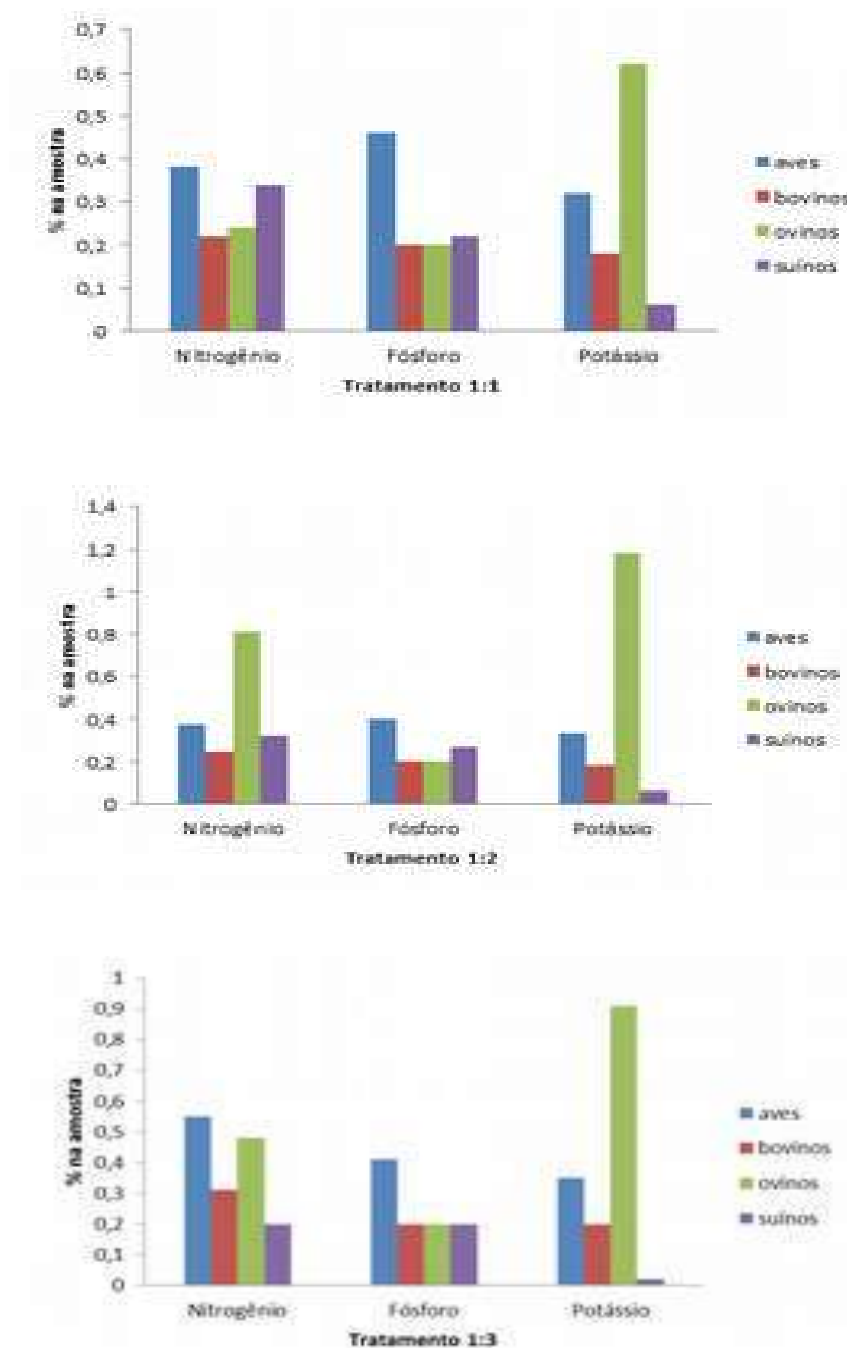 % na amostra
0,7
0,6
0,5
0,4
0,3
0,2
0,1
0
Nitrogênio Fósforo Potássio
Tratamento 1:1
aves
bovinos
ovinos
suínos
% na amostra
1,4
1,2
1
0,8
0,6
0,4
0,2
0
Nitrogênio Fósforo Potássio
Tratamento 1:2
aves
bovinos
ovinos
suínos
% na amostra
1
0,9
0,8
0,7
0,6
0,5
0,4
0,3
0,2
0,1
0
Nitrogênio Fósforo Potássio
Tratamento 1:3
aves
bovinos
ovinos
suínos